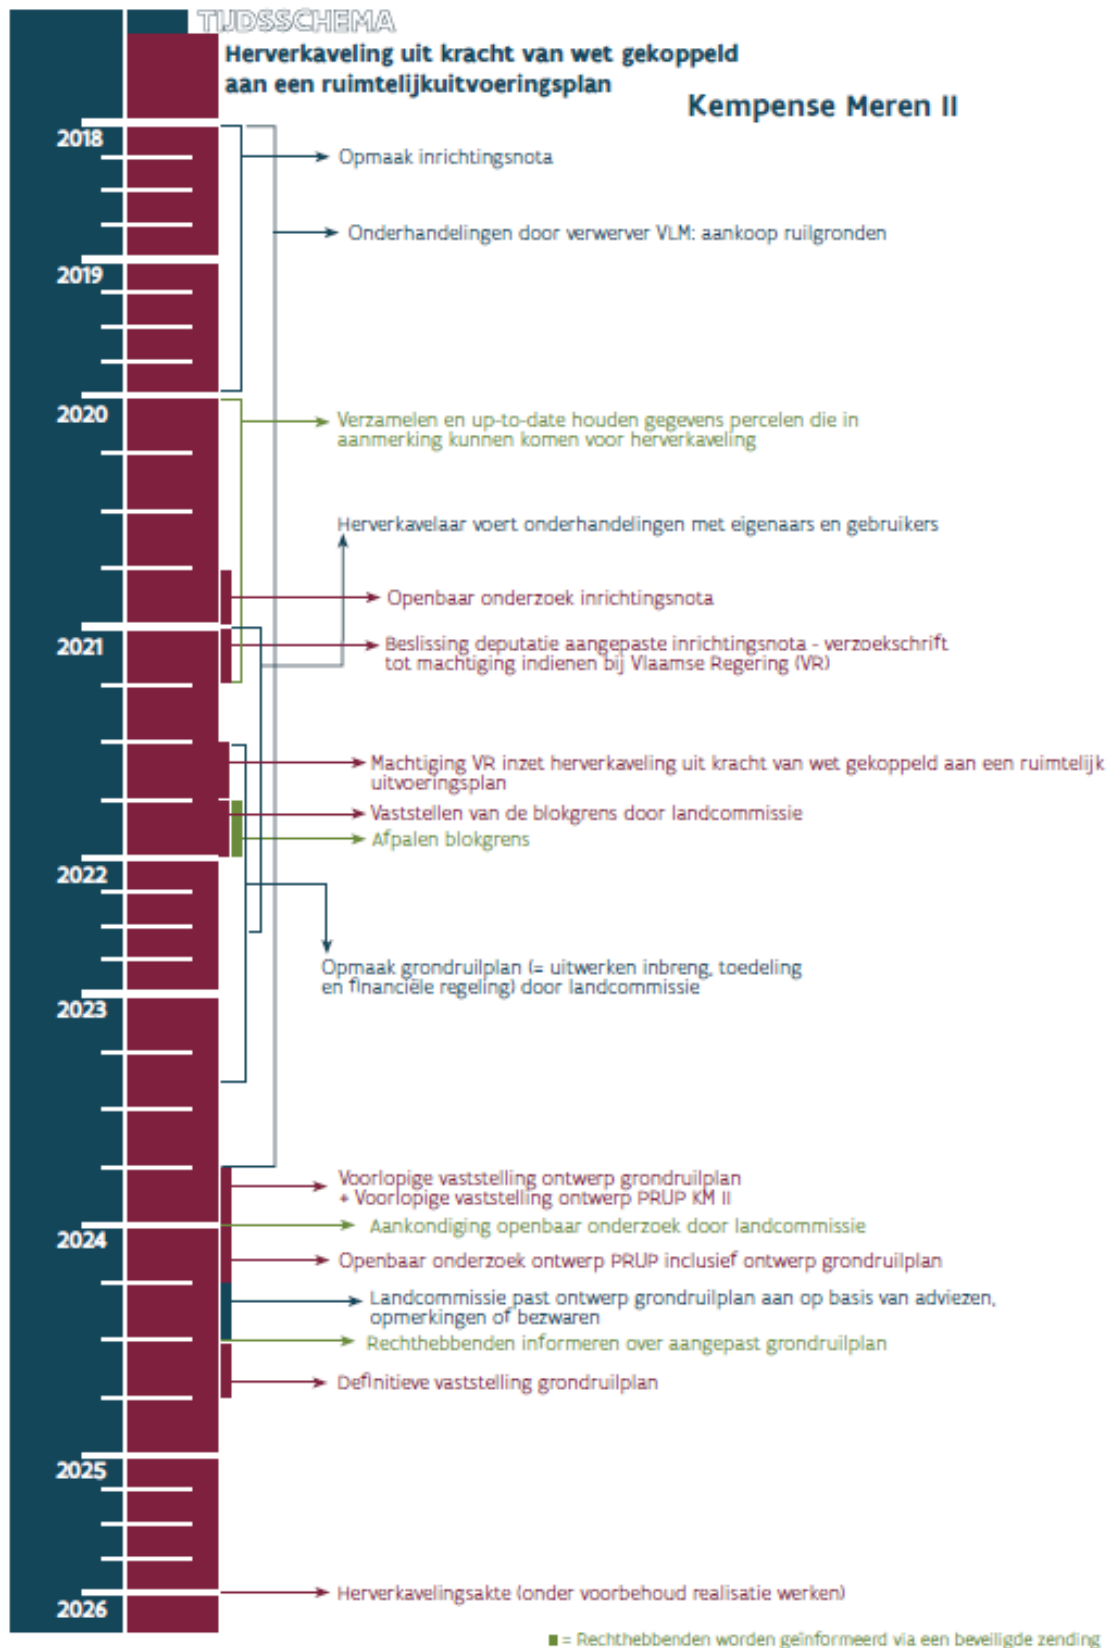 TIJDSSCHEMA
Herverkaveling uit kracht van wet gekoppeld
aan een ruimtelijkuitvoeringsplan
Kempense Meren II
2018
Opmaak inrichtingsnota
Onderhandelingen door verwerver VLM: aankoop ruilgronden
2019
2020
Verzamelen en up-to-date houden gegevens percelen die in
aanmerking kunnen komen voor herverkaveling
Herverkavelaar voert onderhandelingen met eigenaars en gebruikers
Openbaar onderzoek inrichtingsnota
2021
Beslissing deputatie aangepaste inrichtingsnota - verzoekschrift
tot machtiging indienen bij Vlaamse Regering (VR)
Machtiging VR inzet herverkaveling uit kracht van wet gekoppeld aan een ruimtelijk
uitvoeringsplan
Vaststellen van de blokgrens door landcommissie
Afpalen blokgrens
2022
Opmaak grondruilplan (= uitwerken inbreng, toedeling
en financiële regeling) door landcommissie
2023
Voorlopige vaststelling ontwerp grondruilplan
+ Voorlopige vaststelling ontwerp PRUP KM II
Aankondiging openbaar onderzoek door landcommissie
2024
Openbaar onderzoek ontwerp PRUP inclusief ontwerp grondruilplan
Landcommissie past ontwerp grondruilplan aan op basis van adviezen,
opmerkingen of bezwaren
Rechthebbenden informeren over aangepast grondruilplan
Definitieve vaststelling grondruilplan
2025
Herverkavelingsakte (onder voorbehoud realisatie werken)
2026
= Rechthebbenden worden geïnformeerd via een beveiligde zending